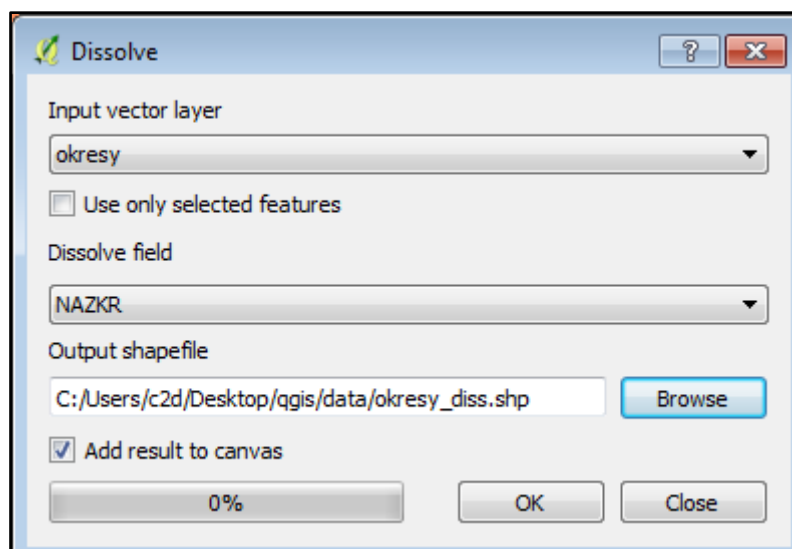 Dissolve
?
Input vector layer
okresy
Use only selected features
Dissolve field
NAZKR
Output shapefile
C:/Users/c2d/Desktop/qgis/data/okresy_diss.shp
Browse
Add result to canvas
0%
OK
Close